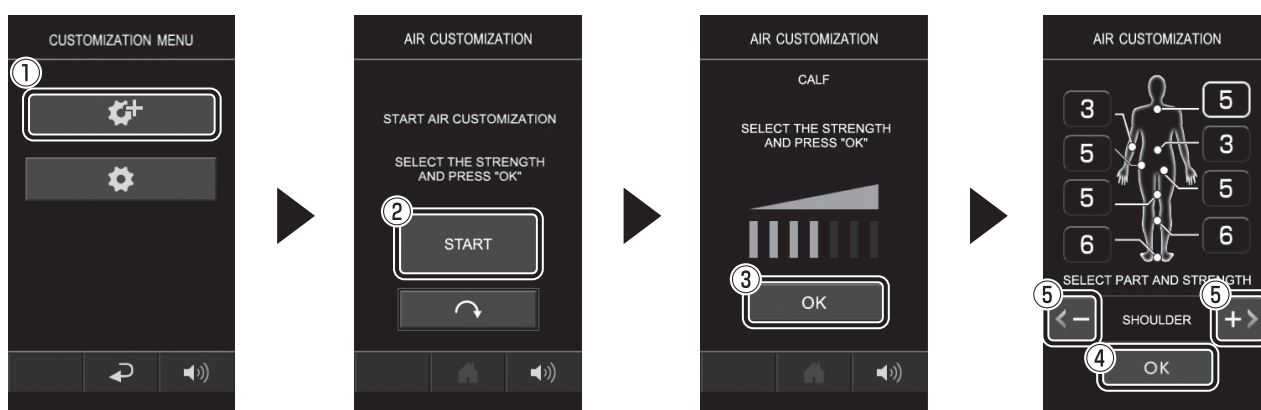 CUSTOMIZATION MENU
①
AIR CUSTOMIZATION
START AIR CUSTOMIZATION
SELECT THE STRENGTH
AND PRESS "OK"
②
START
AIR CUSTOMIZATION
CALF
SELECT THE STRENGTH
AND PRESS "OK"
③
OK
AIR CUSTOMIZATION
3 5
5 3
5 5
6 6
SELECT PART AND STRENGTH
⑤ ⑤
< − SHOULDER + >
④
OK